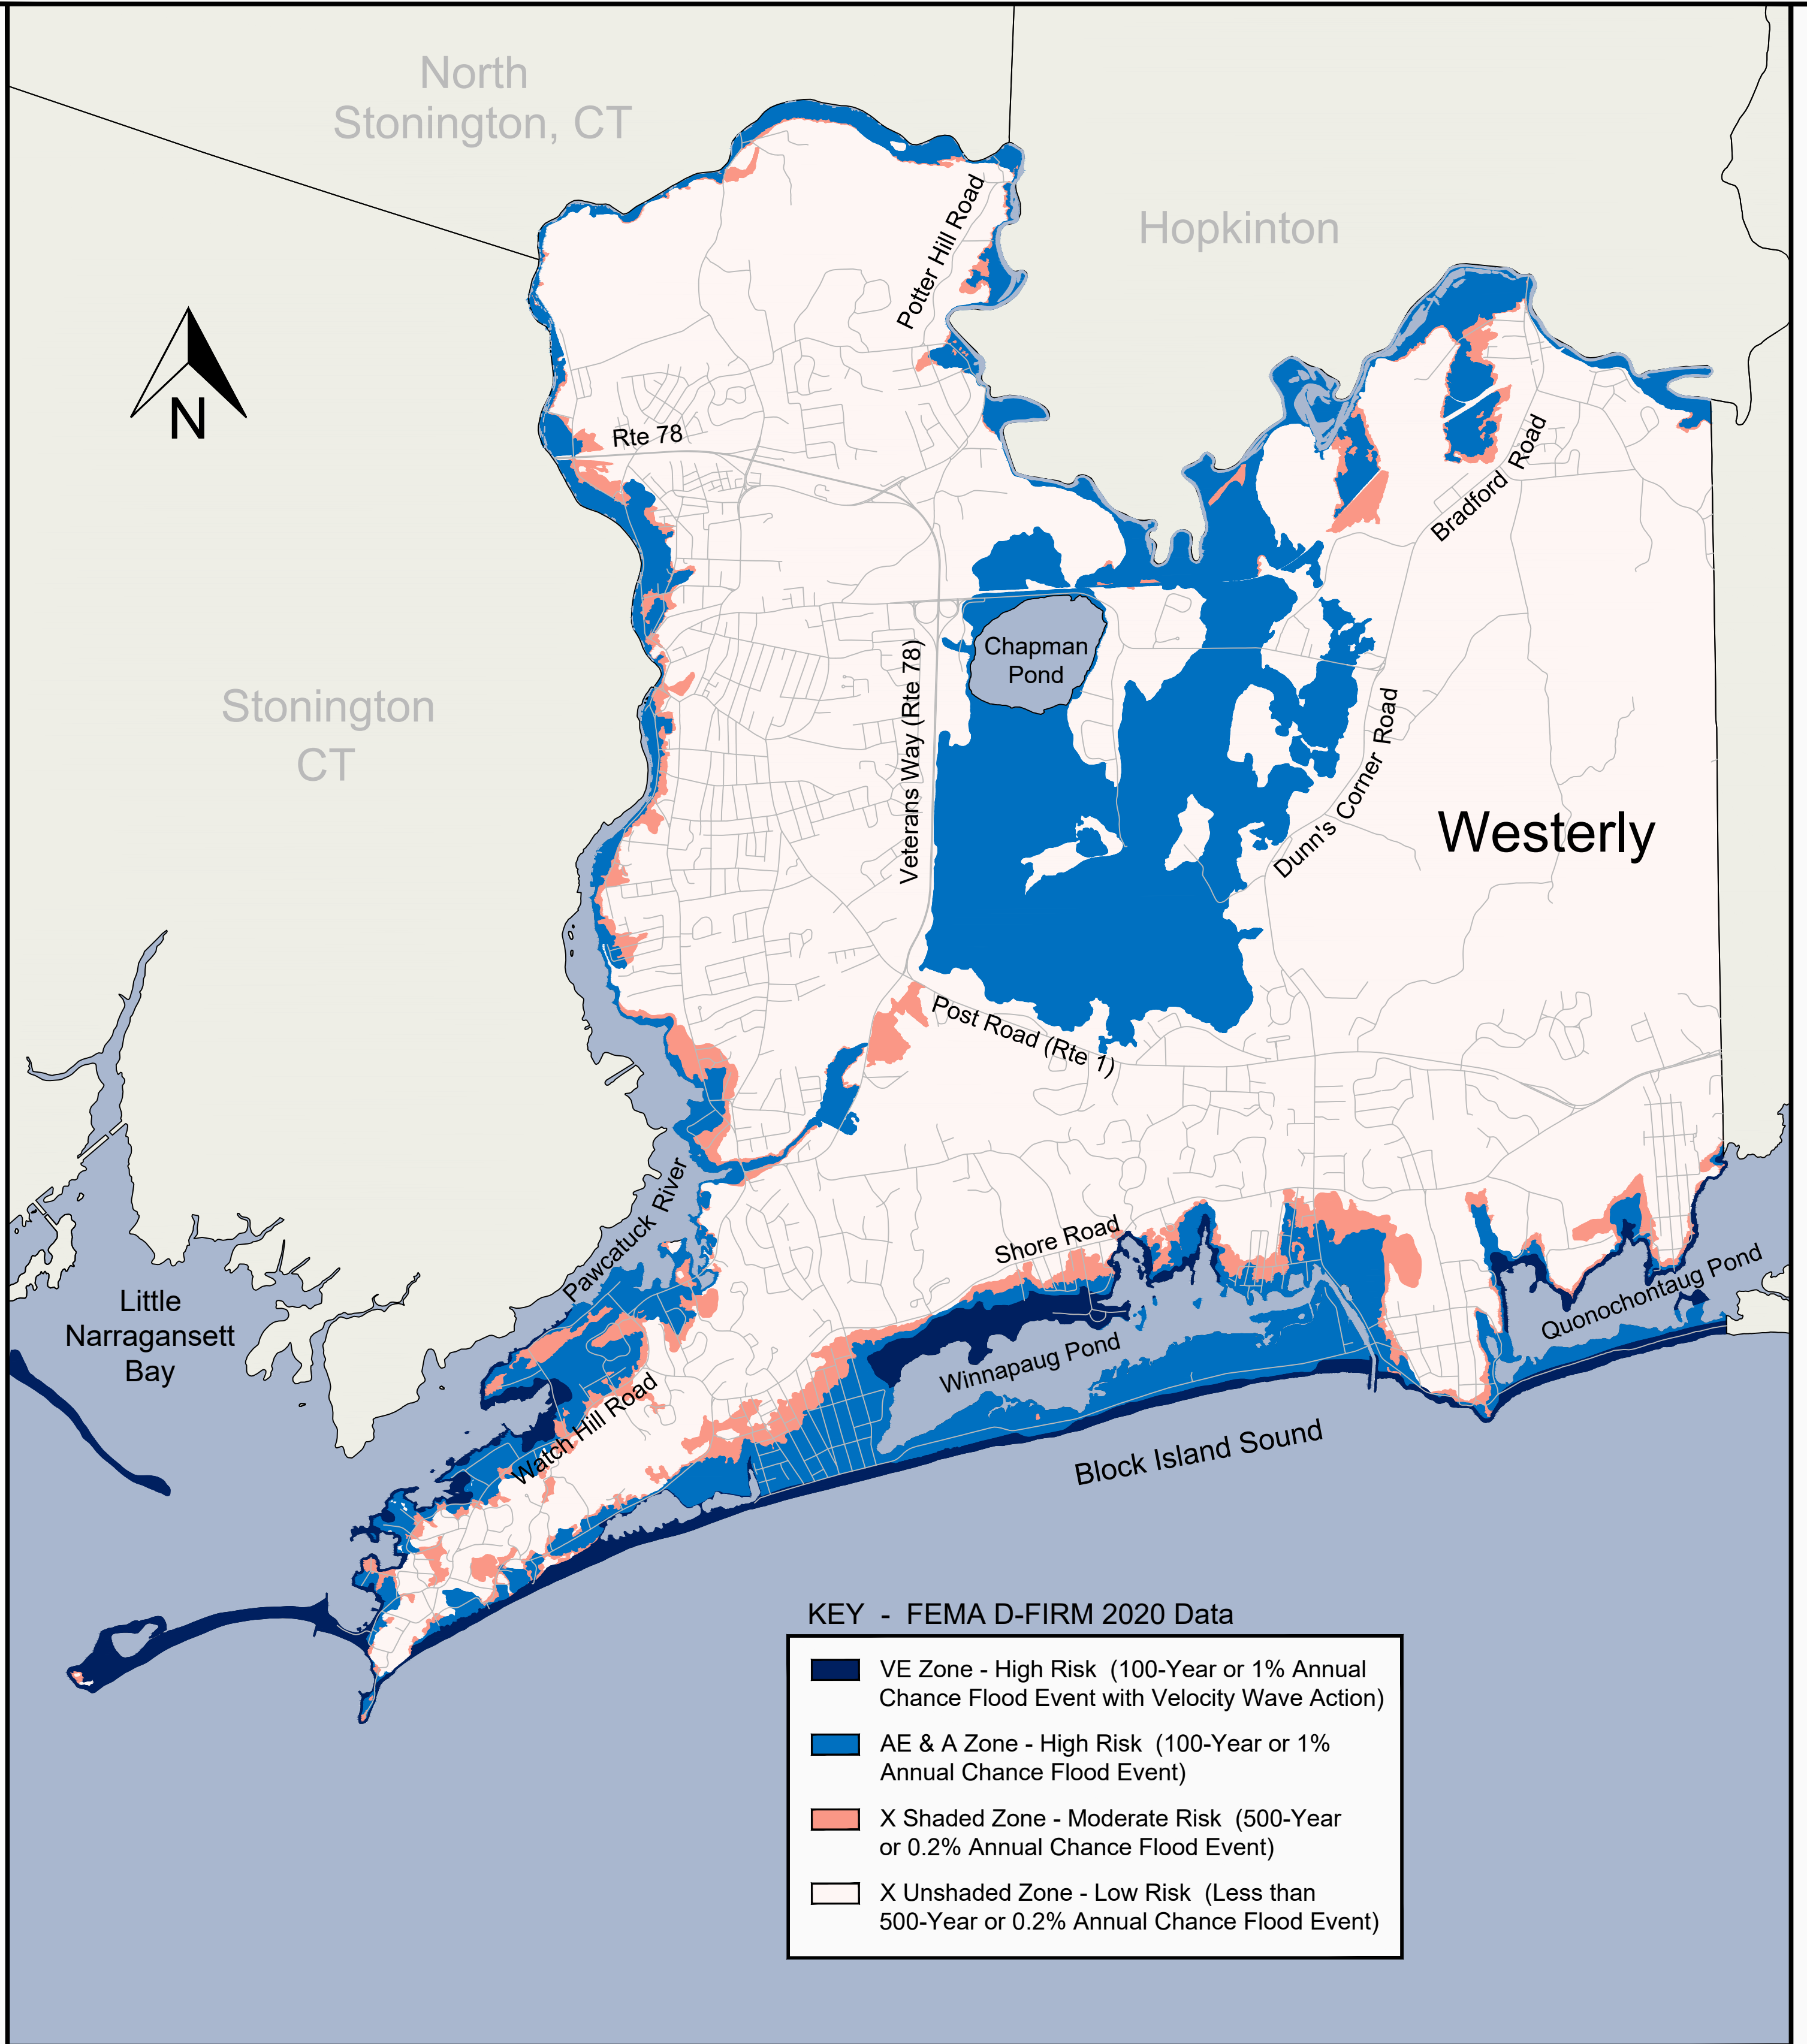 North
Stonington, CT
Hopkinton
Potter Hill Road
N
Rte 78
Bradford Road
Chapman
Pond
Stonington
CT
Veterans Way (Rte 78)
Dunn's Corner Road
Westerly
Post Road (Rte 1)
Pawcatuck River
Shore Road
Little
Narragansett
Bay
Quonochontaug Pond
Winnapaug Pond
Watch Hill Road
Block Island Sound
KEY - FEMA D-FIRM 2020 Data
VE Zone - High Risk (100-Year or 1% Annual
Chance Flood Event with Velocity Wave Action)
AE & A Zone - High Risk (100-Year or 1%
Annual Chance Flood Event)
X Shaded Zone - Moderate Risk (500-Year
or 0.2% Annual Chance Flood Event)
X Unshaded Zone - Low Risk (Less than
500-Year or 0.2% Annual Chance Flood Event)